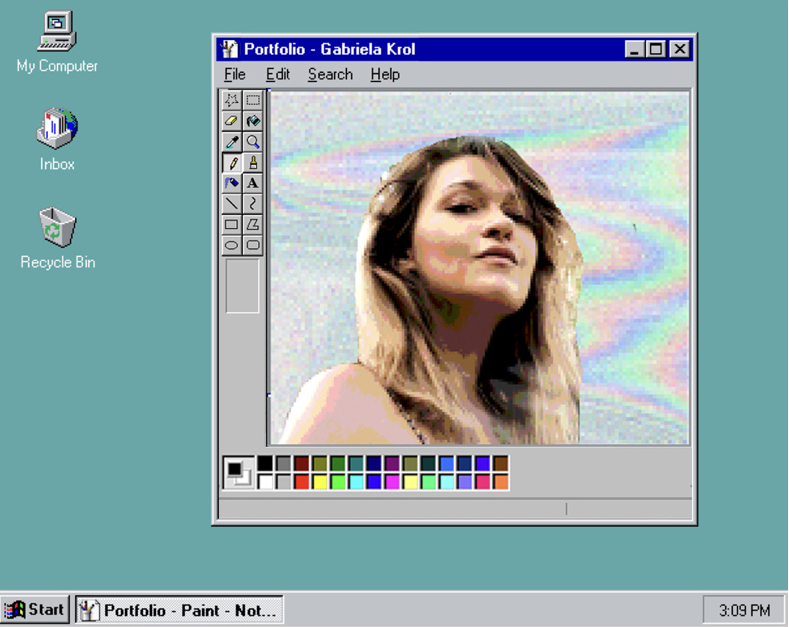 My Computer
Inbox
Recycle Bin
Portfolio - Gabriela Krol
File Edit Search Help
A
Start
Portfolio - Paint - Not...
3:09 PM